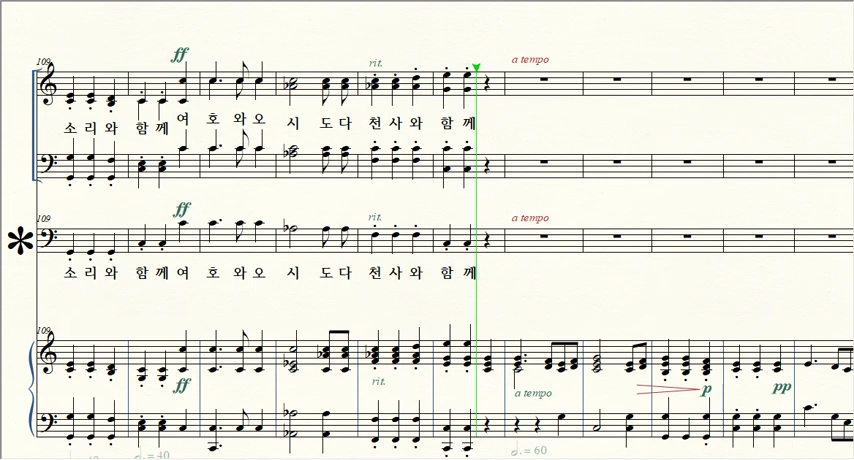 ff
109 rit. a tempo
소 리 와 함 께 여 호 와 오 시 도 다 천 사 와 함 께
ff
109 rit. a tempo
소 리 와 함 께 여 호 와 오 시 도 다 천 사 와 함 께
109
ff rit. a tempo p pp
= 40 = 60